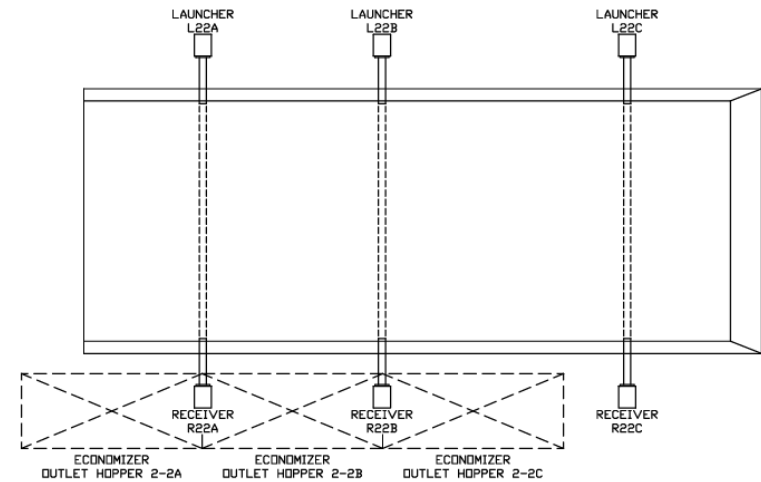 LAUNCHER
L22A
LAUNCHER
L22B
LAUNCHER
L22C
RECEIVER
R22A
RECEIVER
R22B
RECEIVER
R22C
ECONOMIZER
OUTLET HOPPER 2-2A
ECONOMIZER
OUTLET HOPPER 2-2B
ECONOMIZER
OUTLET HOPPER 2-2C